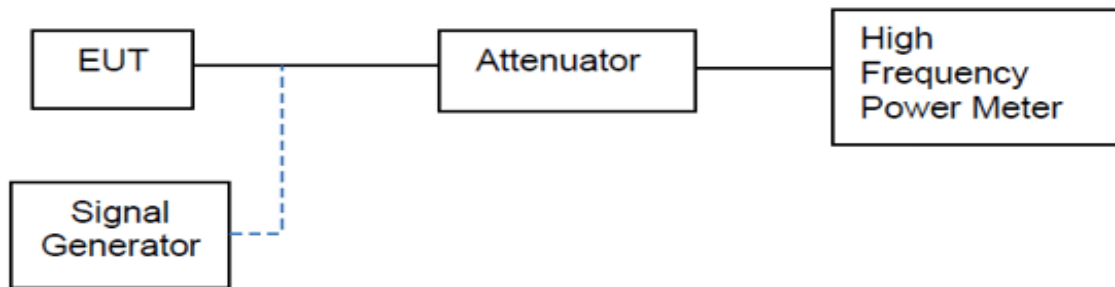 EUT
Attenuator
High
Frequency
Power Meter
Signal
Generator